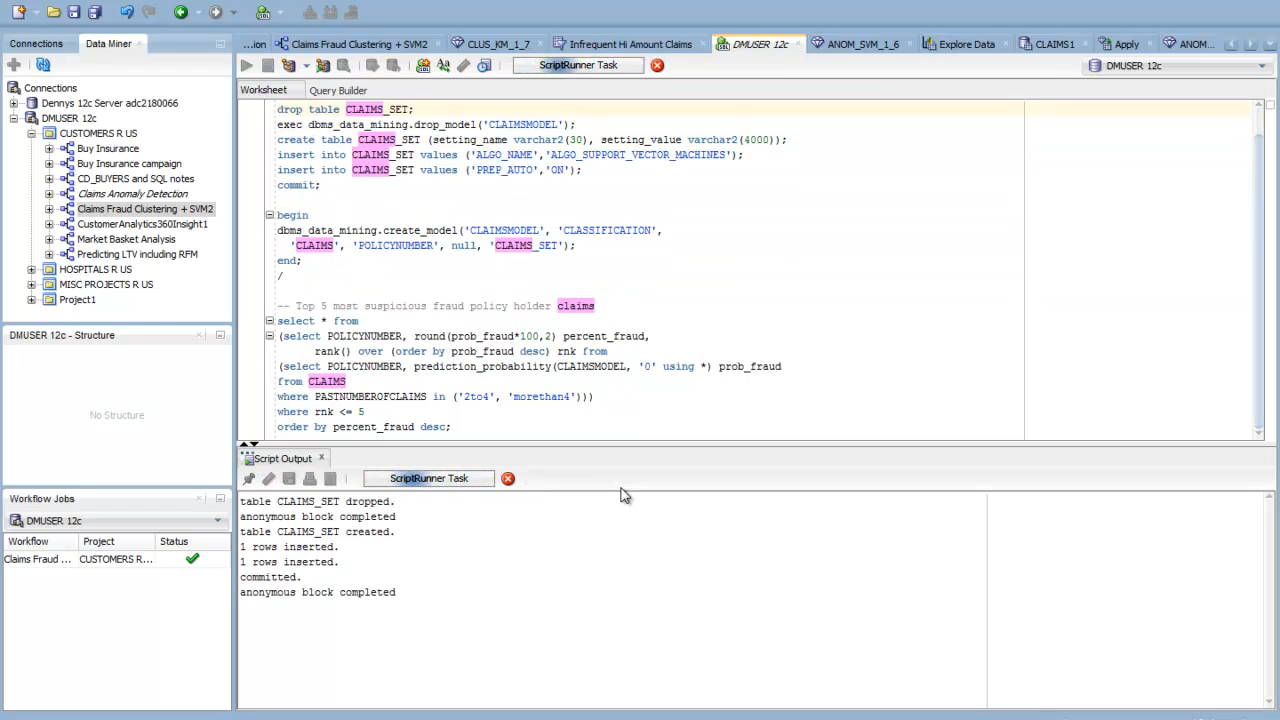 Connections
Data Miner
...ion
Claims Fraud Clustering + SVM2
CLUS_KM_1_7
Infrequent Hi Amount Claims
DMUSER 12c
ANOM_SVM_1_6
Explore Data
CLAIMS1
Apply
ANOM...
ScriptRunner Task
DMUSER 12c
Worksheet
Query Builder
Connections
Dennys 12c Server adc2180066
DMUSER 12c
CUSTOMERS R US
Buy Insurance
Buy Insurance campaign
CD_BUYERS and SQL notes
Claims Anomaly Detection
Claims Fraud Clustering + SVM2
CustomerAnalytics360Insight1
Market Basket Analysis
Predicting LTV including RFM
HOSPITALS R US
MISC PROJECTS R US
Project1
DMUSER 12c - Structure
No Structure
Workflow Jobs
DMUSER 12c
Workflow Project Status
Claims Fraud ... CUSTOMERS R...
drop table CLAIMS_SET;
exec dbms_data_mining.drop_model('CLAIMSMODEL');
create table CLAIMS_SET (setting_name varchar2(30), setting_value varchar2(4000));
insert into CLAIMS_SET values ('ALGO_NAME','ALGO_SUPPORT_VECTOR_MACHINES');
insert into CLAIMS_SET values ('PREP_AUTO','ON');
commit;
begin
dbms_data_mining.create_model('CLAIMSMODEL', 'CLASSIFICATION',
'CLAIMS', 'POLICYNUMBER', null, 'CLAIMS_SET');
end;
/
-- Top 5 most suspicious fraud policy holder claims
select * from
(select POLICYNUMBER, round(prob_fraud*100,2) percent_fraud,
rank() over (order by prob_fraud desc) rnk from
(select POLICYNUMBER, prediction_probability(CLAIMSMODEL, '0' using *) prob_fraud
from CLAIMS
where PASTNUMBEROFCLAIMS in ('2to4', 'morethan4')))
where rnk <= 5
order by percent_fraud desc;
Script Output
ScriptRunner Task
table CLAIMS_SET dropped.
anonymous block completed
table CLAIMS_SET created.
1 rows inserted.
1 rows inserted.
committed.
anonymous block completed